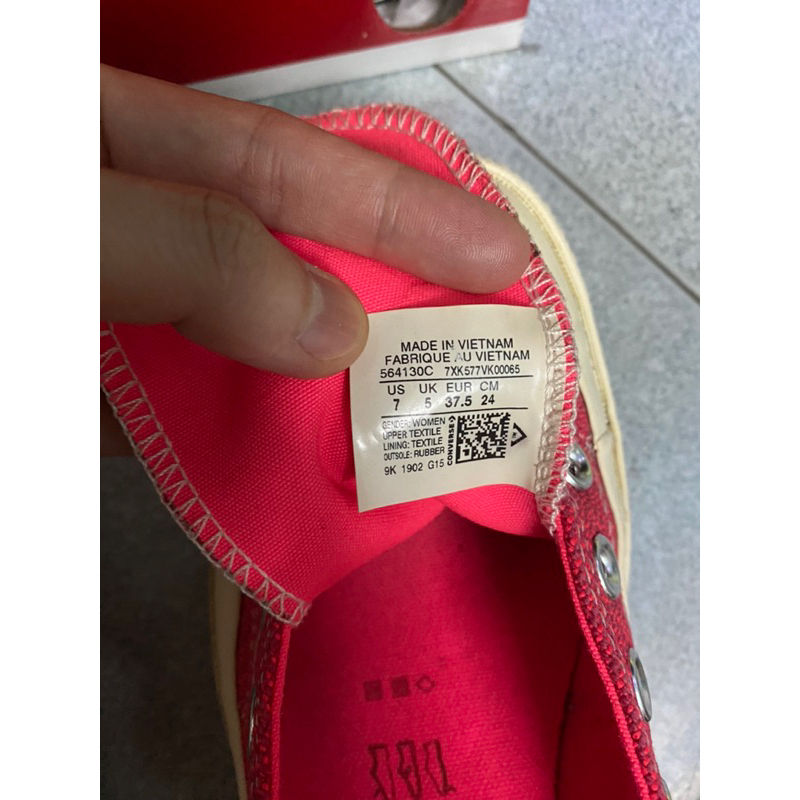 MADE IN VIETNAM
FABRIQUE AU VIETNAM
564130C 7XK577VK00065
US UK EUR CM
7 5 37.5 24
GENDER: WOMEN
UPPER TEXTILE
LINING: TEXTILE
OUTSOLE: RUBBER
CONVERSE
9K 1902 G15